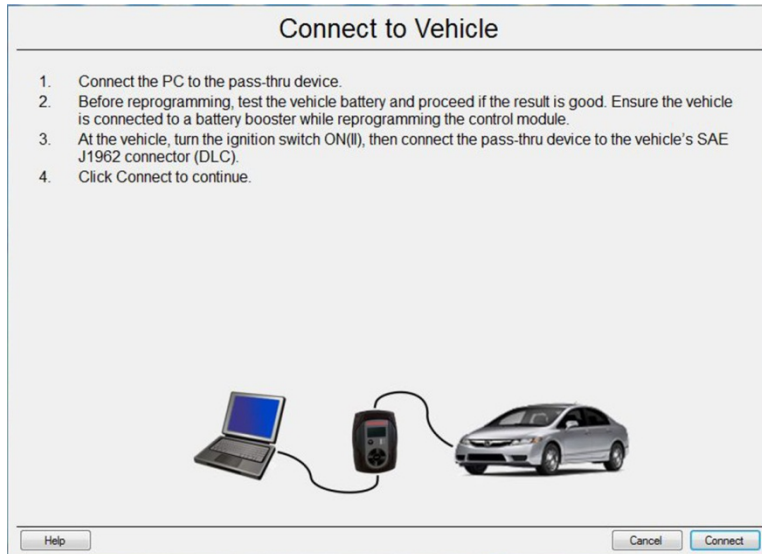 Connect to Vehicle
1. Connect the PC to the pass-thru device.
2. Before reprogramming, test the vehicle battery and proceed if the result is good. Ensure the vehicle
is connected to a battery booster while reprogramming the control module.
3. At the vehicle, turn the ignition switch ON(II), then connect the pass-thru device to the vehicle's SAE
J1962 connector (DLC).
4. Click Connect to continue.
Help Cancel Connect